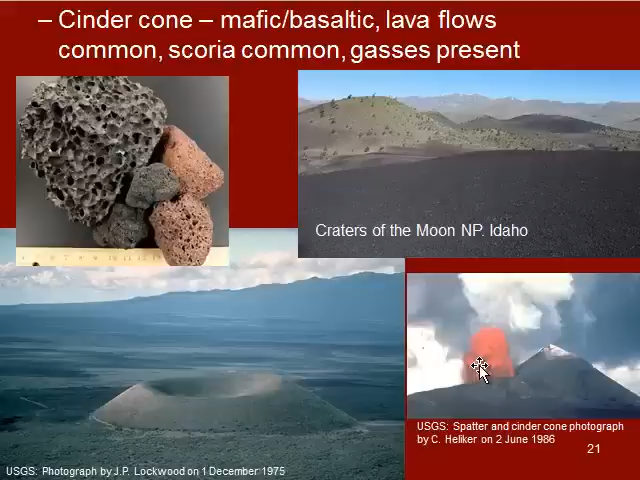 – Cinder cone – mafic/basaltic, lava flows
common, scoria common, gasses present
Craters of the Moon NP. Idaho
USGS: Spatter and cinder cone photograph
by C. Heliker on 2 June 1986
21
USGS: Photograph by J.P. Lockwood on 1 December 1975